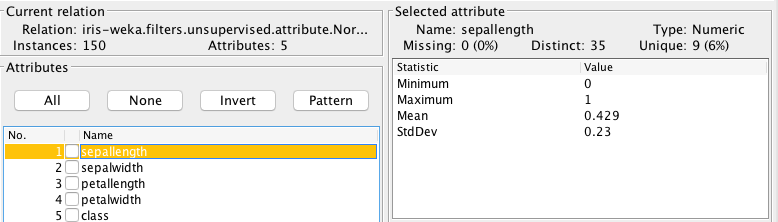 Current relation
Relation: iris-weka.filters.unsupervised.attribute.Nor...
Instances: 150 Attributes: 5
Attributes
All None Invert Pattern
No. Name
1 sepallength
2 sepalwidth
3 petallength
4 petalwidth
5 class
Selected attribute
Name: sepallength Type: Numeric
Missing: 0 (0%) Distinct: 35 Unique: 9 (6%)
Statistic Value
Minimum 0
Maximum 1
Mean 0.429
StdDev 0.23